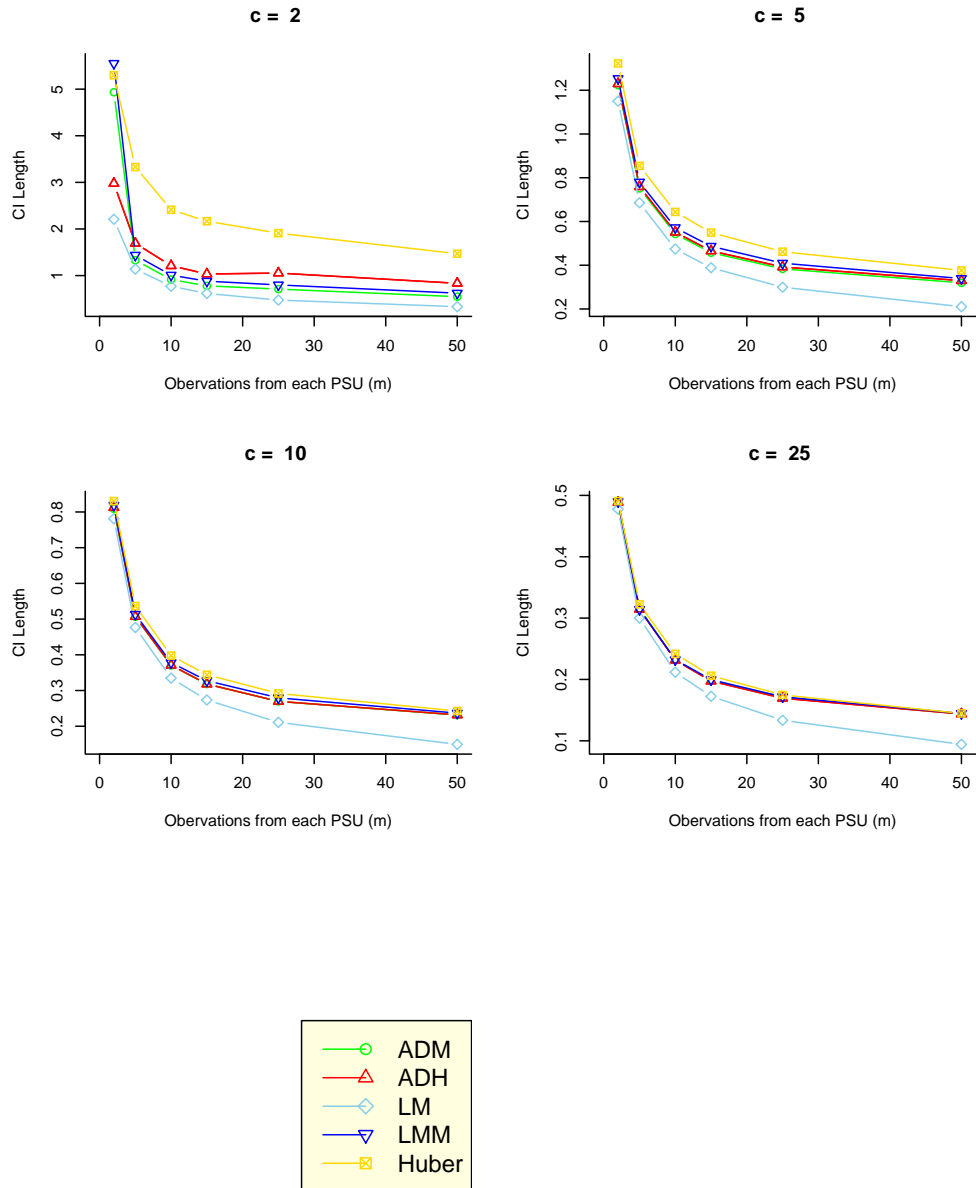 c = 2
CI Length
5
4
3
2
1
0 10 20 30 40 50
Obervations from each PSU (m)
c = 5
CI Length
1.2
1.0
0.8
0.6
0.4
0.2
0 10 20 30 40 50
Obervations from each PSU (m)
c = 10
CI Length
0.8
0.7
0.6
0.5
0.4
0.3
0.2
0 10 20 30 40 50
Obervations from each PSU (m)
c = 25
CI Length
0.5
0.4
0.3
0.2
0.1
0 10 20 30 40 50
Obervations from each PSU (m)
ADM
ADH
LM
LMM
Huber